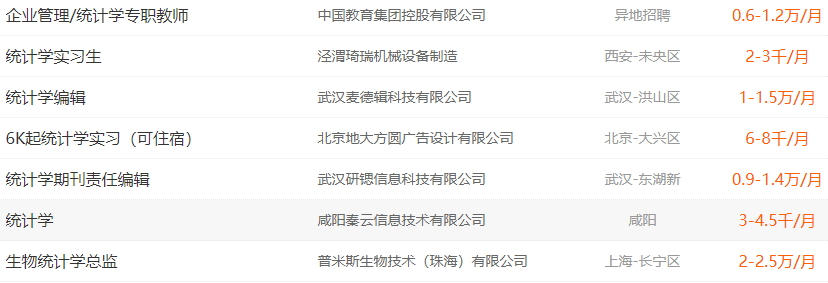 企业管理/统计学专职教师 中国教育集团控股有限公司 异地招聘 0.6-1.2万/月
统计学实习生 泾渭琦瑞机械设备制造 西安-未央区 2-3千/月
统计学编辑 武汉麦德辑科技有限公司 武汉-洪山区 1-1.5万/月
6K起统计学实习（可住宿） 北京地大方圆广告设计有限公司 北京-大兴区 6-8千/月
统计学期刊责任编辑 武汉研锶信息科技有限公司 武汉-东湖新 0.9-1.4万/月
统计学 咸阳秦云信息技术有限公司 咸阳 3-4.5千/月
生物统计学总监 普米斯生物技术（珠海）有限公司 上海-长宁区 2-2.5万/月